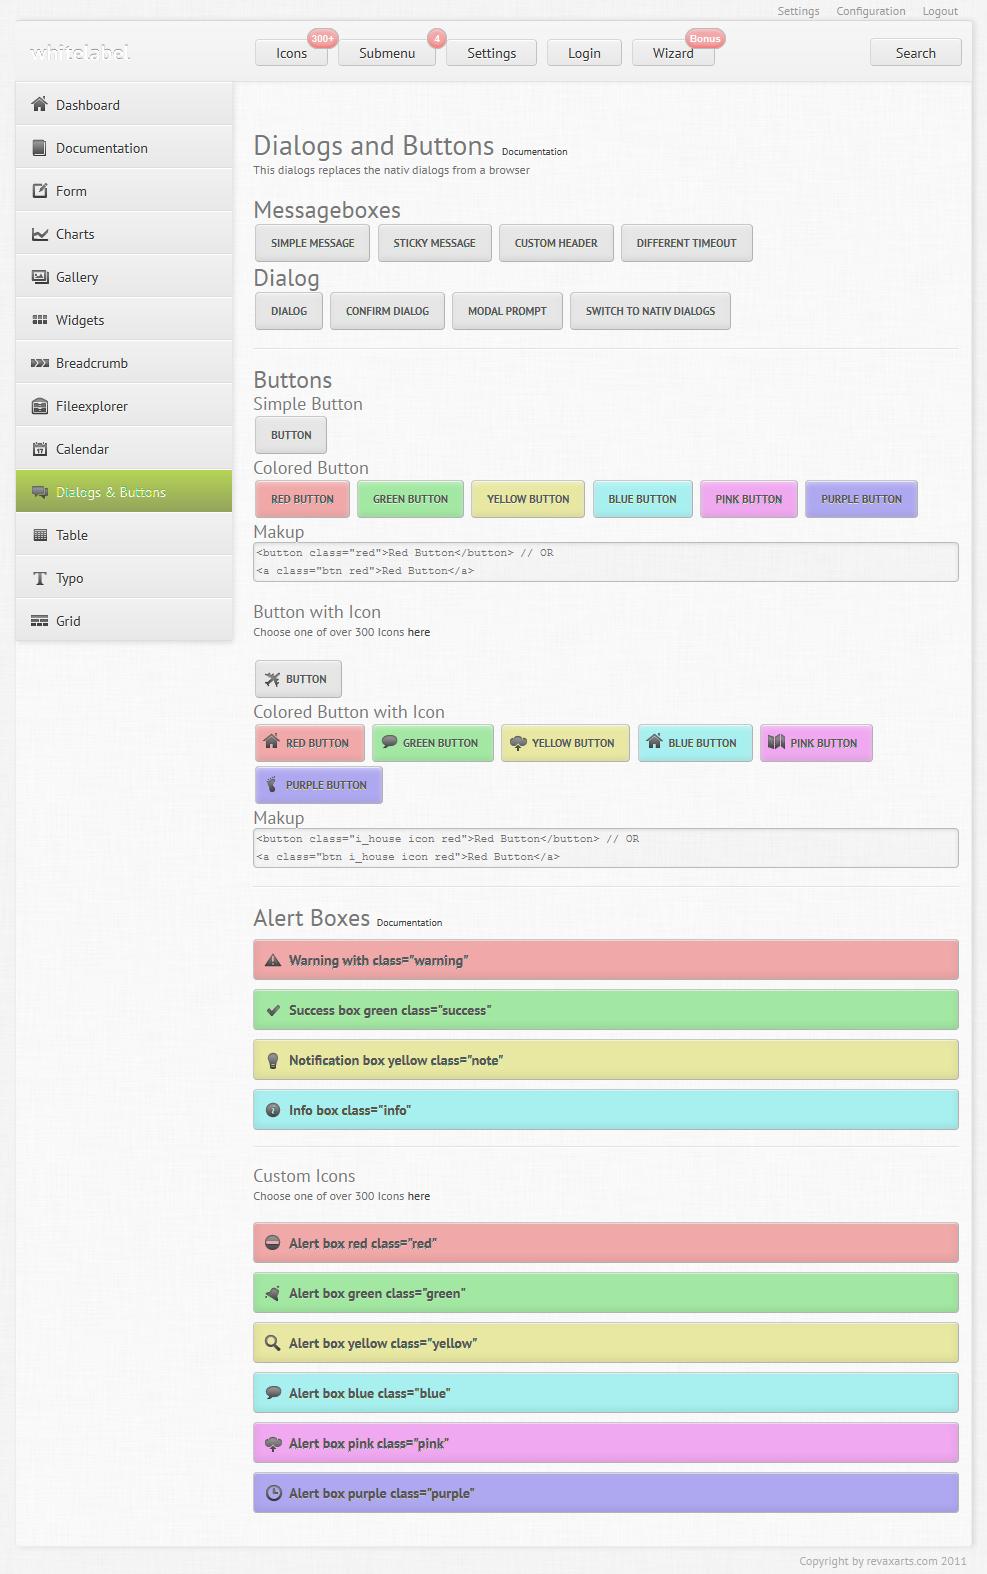 Settings Configuration Logout
whitelabel
Icons 300+ Submenu 4 Settings Login Wizard Bonus Search
Dashboard
Documentation
Form
Charts
Gallery
Widgets
Breadcrumb
Fileexplorer
Calendar
Dialogs & Buttons
Table
Typo
Grid
Dialogs and Buttons Documentation
This dialogs replaces the nativ dialogs from a browser
Messageboxes
SIMPLE MESSAGE STICKY MESSAGE CUSTOM HEADER DIFFERENT TIMEOUT
Dialog
DIALOG CONFIRM DIALOG MODAL PROMPT SWITCH TO NATIV DIALOGS
Buttons
Simple Button
BUTTON
Colored Button
RED BUTTON GREEN BUTTON YELLOW BUTTON BLUE BUTTON PINK BUTTON PURPLE BUTTON
Makup
<button class="red">Red Button</button> // OR
<a class="btn red">Red Button</a>
Button with Icon
Choose one of over 300 Icons here
BUTTON
Colored Button with Icon
RED BUTTON GREEN BUTTON YELLOW BUTTON BLUE BUTTON PINK BUTTON
PURPLE BUTTON
Makup
<button class="i_house icon red">Red Button</button> // OR
<a class="btn i_house icon red">Red Button</a>
Alert Boxes Documentation
Warning with class="warning"
Success box green class="success"
Notification box yellow class="note"
Info box class="info"
Custom Icons
Choose one of over 300 Icons here
Alert box red class="red"
Alert box green class="green"
Alert box yellow class="yellow"
Alert box blue class="blue"
Alert box pink class="pink"
Alert box purple class="purple"
Copyright by revaxarts.com 2011